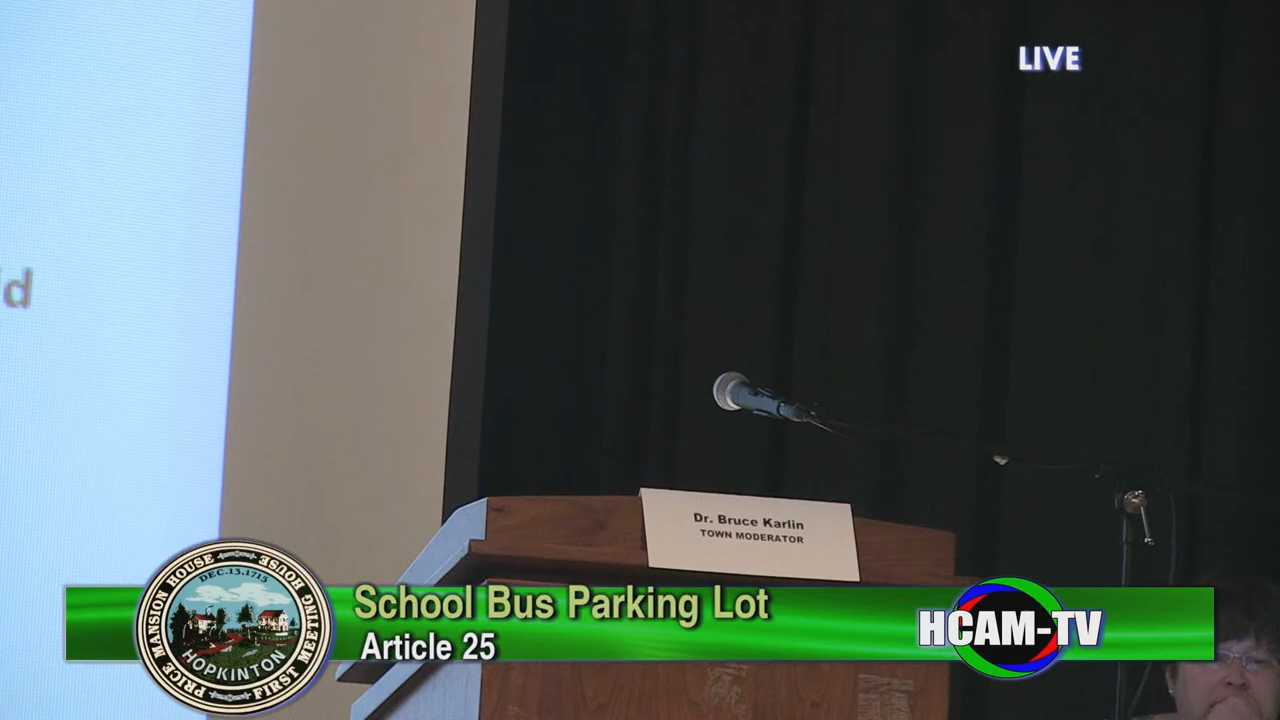 LIVE
d
Dr. Bruce Karlin
TOWN MODERATOR
School Bus Parking Lot
Article 25
HCAM-TV
DEC.13.1715
PRICE MANSION HOUSE
FIRST MEETING HOUSE
HOPKINTON